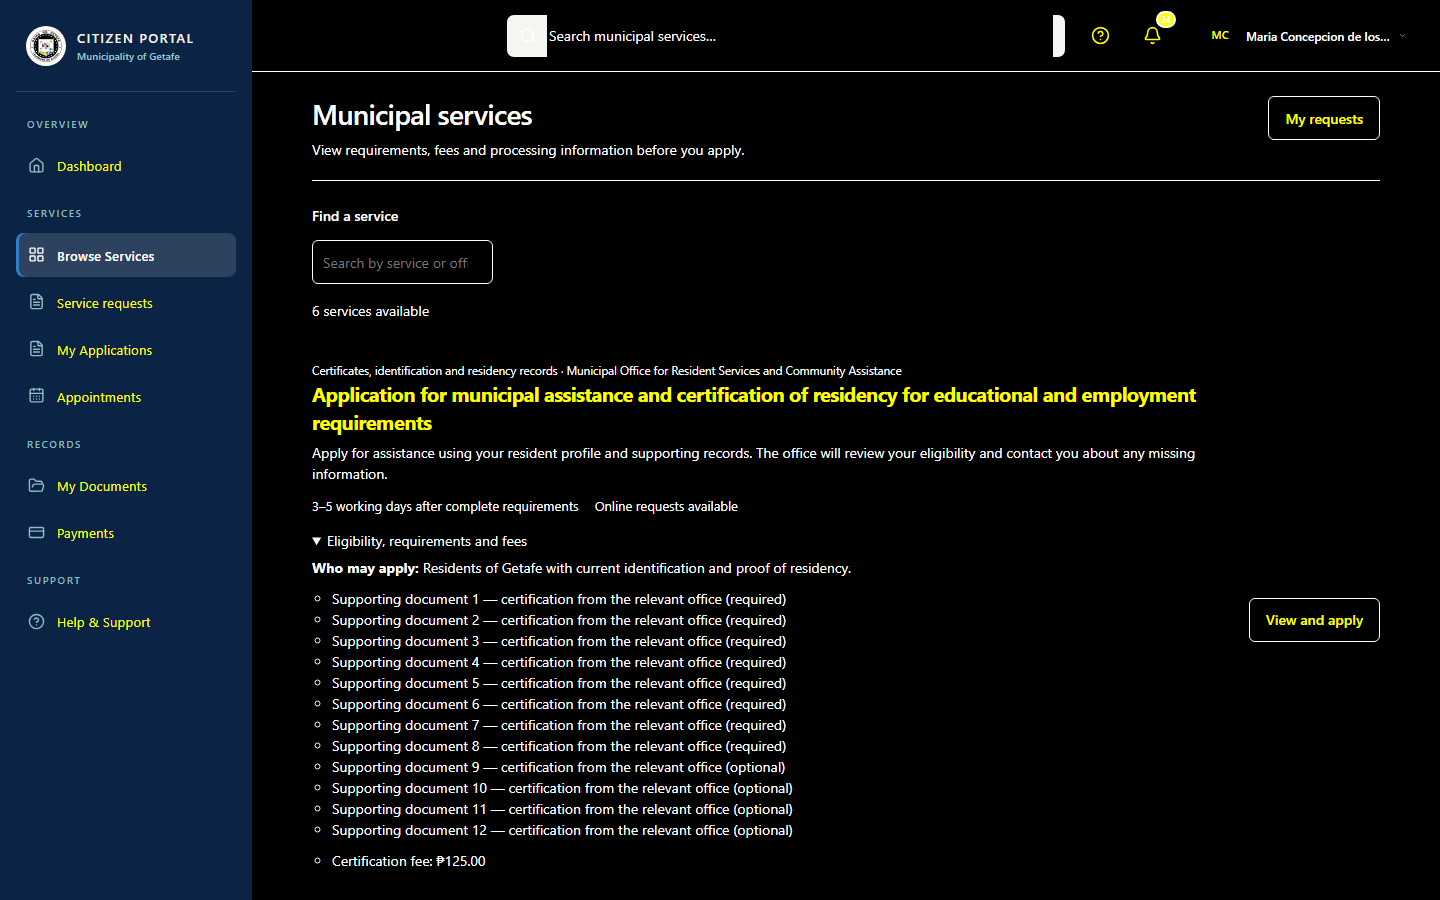 CITIZEN PORTAL
Municipality of Getafe
OVERVIEW
Dashboard
SERVICES
Browse Services
Service requests
My Applications
Appointments
RECORDS
My Documents
Payments
SUPPORT
Help & Support
Search municipal services...
24
MC
Maria Concepcion de los...
Municipal services
View requirements, fees and processing information before you apply.
My requests
Find a service
Search by service or off
6 services available
Certificates, identification and residency records · Municipal Office for Resident Services and Community Assistance
Application for municipal assistance and certification of residency for educational and employment
requirements
Apply for assistance using your resident profile and supporting records. The office will review your eligibility and contact you about any missing
information.
3–5 working days after complete requirements Online requests available
Eligibility, requirements and fees
Who may apply: Residents of Getafe with current identification and proof of residency.
Supporting document 1 — certification from the relevant office (required)
Supporting document 2 — certification from the relevant office (required)
Supporting document 3 — certification from the relevant office (required)
Supporting document 4 — certification from the relevant office (required)
Supporting document 5 — certification from the relevant office (required)
Supporting document 6 — certification from the relevant office (required)
Supporting document 7 — certification from the relevant office (required)
Supporting document 8 — certification from the relevant office (required)
Supporting document 9 — certification from the relevant office (optional)
Supporting document 10 — certification from the relevant office (optional)
Supporting document 11 — certification from the relevant office (optional)
Supporting document 12 — certification from the relevant office (optional)
Certification fee: ₱125.00
View and apply